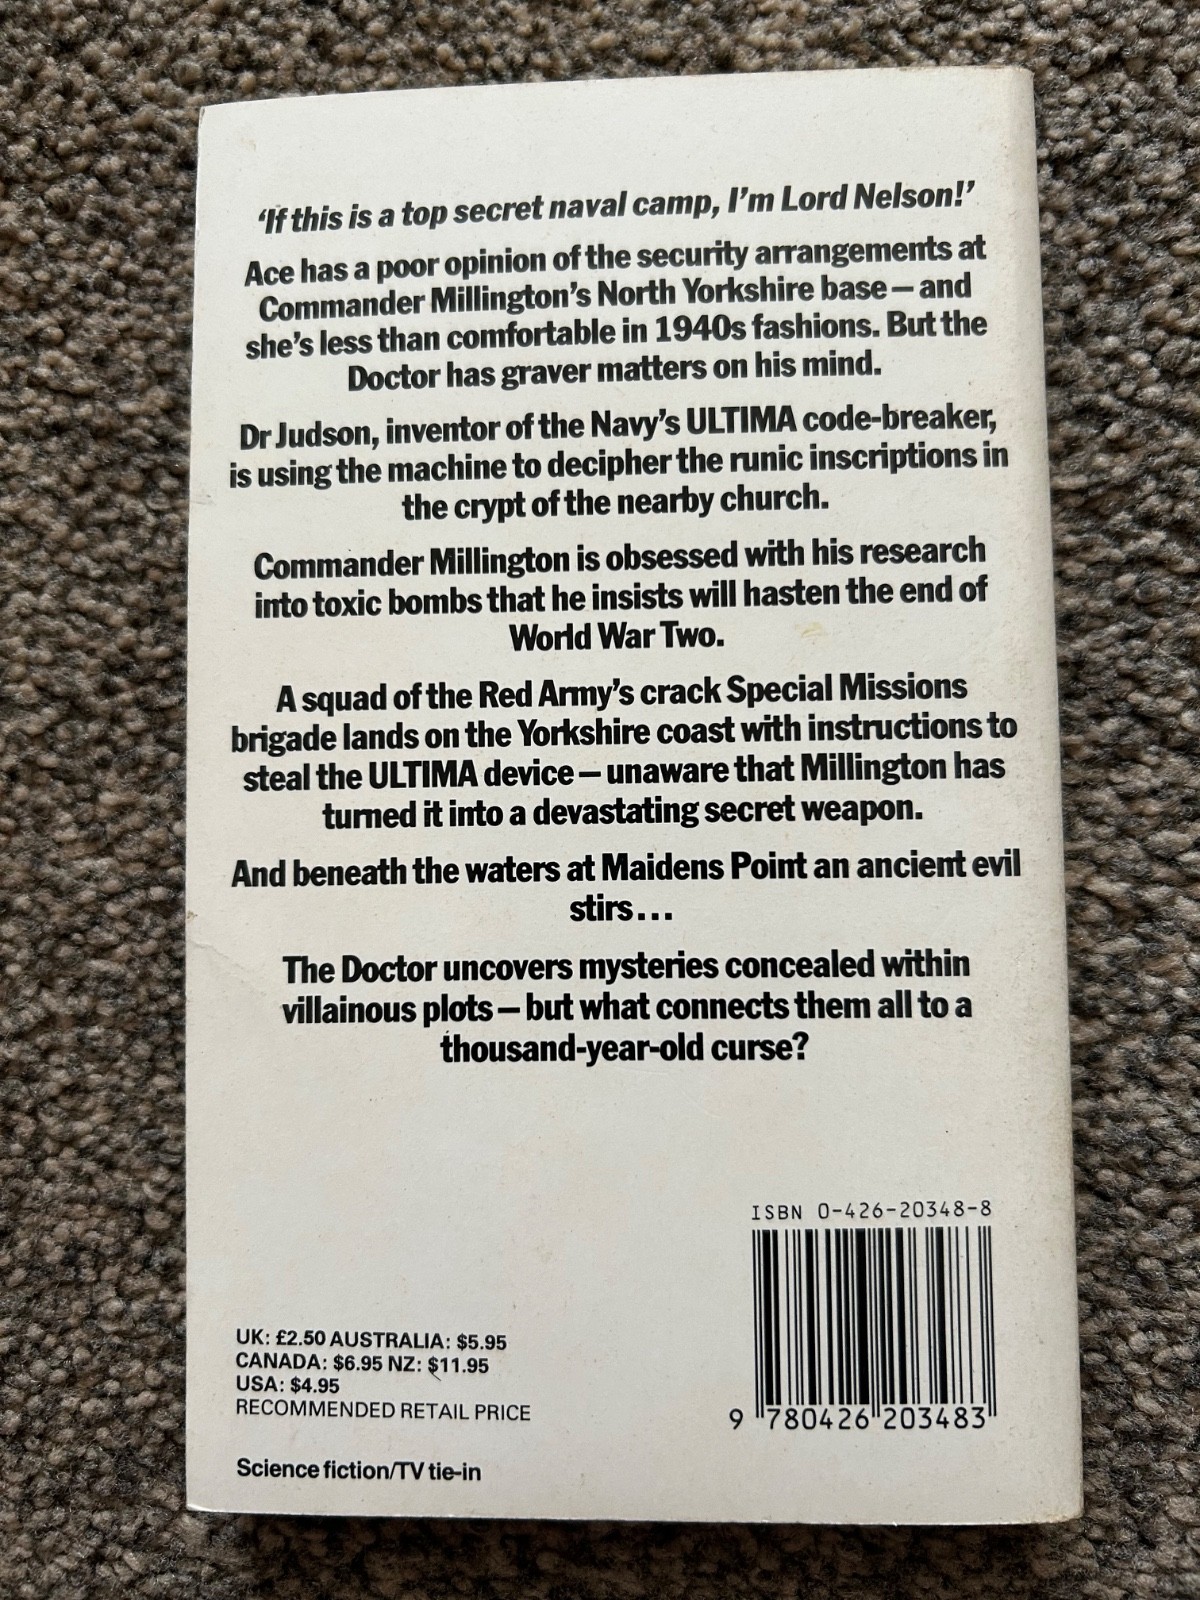 ‘If this is a top secret naval camp, I’m Lord Nelson!’
Ace has a poor opinion of the security arrangements at
Commander Millington’s North Yorkshire base – and
she’s less than comfortable in 1940s fashions. But the
Doctor has graver matters on his mind.
Dr Judson, inventor of the Navy’s ULTIMA code-breaker,
is using the machine to decipher the runic inscriptions in
the crypt of the nearby church.
Commander Millington is obsessed with his research
into toxic bombs that he insists will hasten the end of
World War Two.
A squad of the Red Army’s crack Special Missions
brigade lands on the Yorkshire coast with instructions to
steal the ULTIMA device – unaware that Millington has
turned it into a devastating secret weapon.
And beneath the waters at Maidens Point an ancient evil
stirs . . .
The Doctor uncovers mysteries concealed within
villainous plots – but what connects them all to a
thousand-year-old curse?
ISBN 0-426-20348-8
9 780426 203483
UK: £2.50 AUSTRALIA: $5.95
CANADA: $6.95 NZ: $11.95
USA: $4.95
RECOMMENDED RETAIL PRICE
Science fiction/TV tie-in